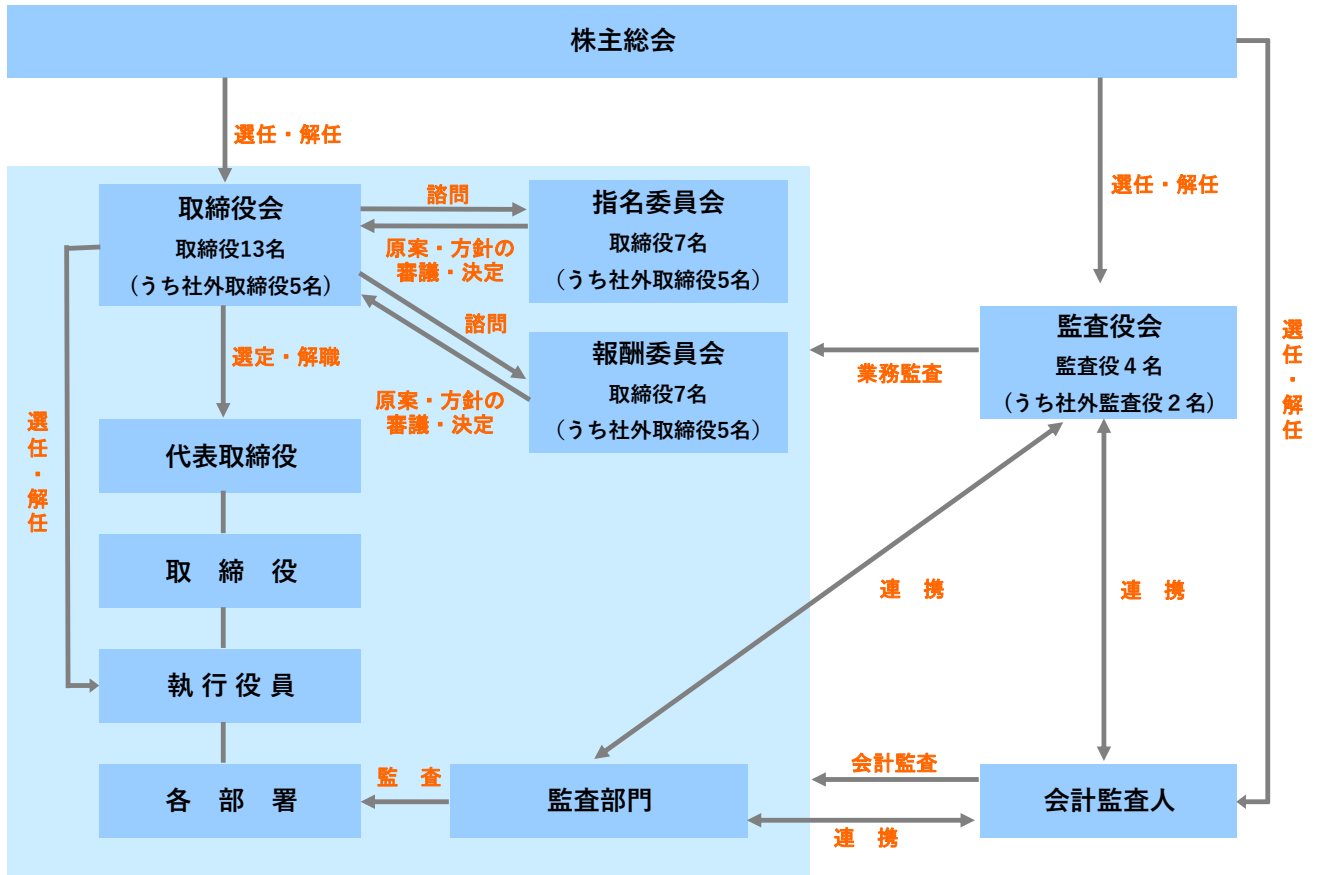 株主総会
選任・解任
選任・解任
取締役会
取締役13名
（うち社外取締役5名）
諮問
原案・方針の
審議・決定
指名委員会
取締役7名
（うち社外取締役5名）
諮問
原案・方針の
審議・決定
報酬委員会
取締役7名
（うち社外取締役5名）
監査役会
監査役４名
（うち社外監査役２名）
業務監査
選任・解任
選定・解職
選任・解任
代表取締役
取　締　役
執 行 役 員
各　部　署
監　査
監査部門
連　携
連　携
会計監査
連　携
会計監査人